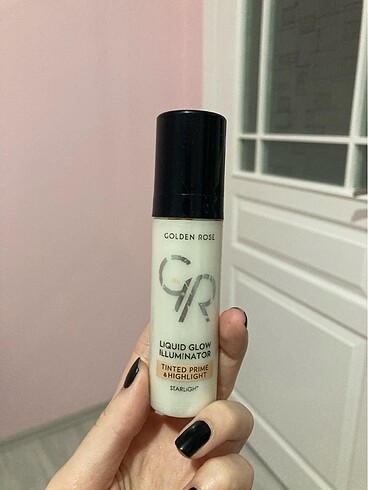 GOLDEN ROSE
GR
LIQUID GLOW
ILLUMINATOR
TINTED PRIME
&HIGHLIGHT
STARLIGHT